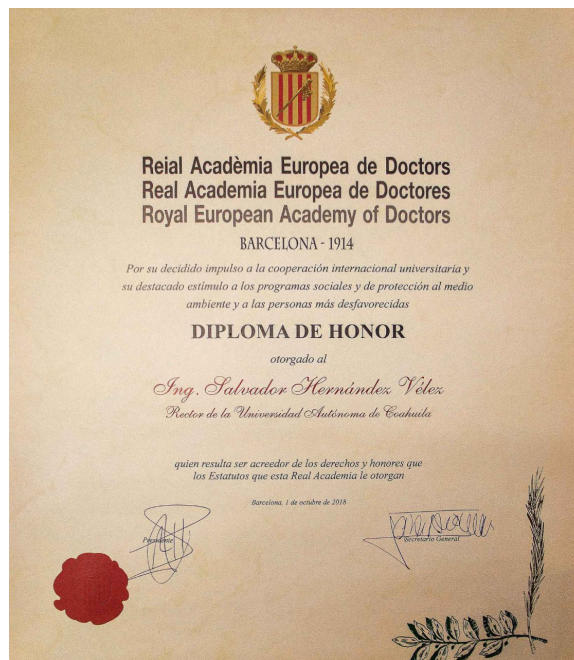 Reial Acadèmia Europea de Doctors
Real Academia Europea de Doctores
Royal European Academy of Doctors
BARCELONA - 1914
Por su decidido impulso a la cooperación internacional universitaria y
su destacado estímulo a los programas sociales y de protección al medio
ambiente y a las personas más desfavorecidas
DIPLOMA DE HONOR
otorgado al
Ing. Salvador Hernández Vélez
Rector de la Universidad Autónoma de Coahuila
quien resulta ser acreedor de los derechos y honores que
los Estatutos que esta Real Academia le otorgan
Barcelona, 1 de octubre de 2018
Presidente
Secretario General